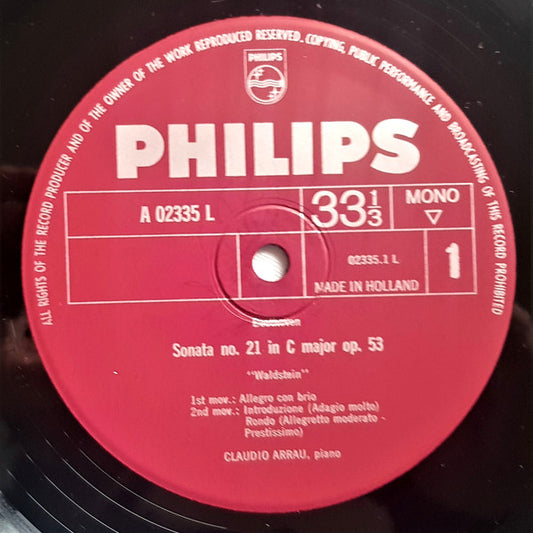 ALL RIGHTS OF THE RECORD PRODUCER AND OF THE OWNER OF THE WORK REPRODUCED RESERVED. COPYING, PUBLIC PERFORMANCE AND BROADCASTING OF THIS RECORD PROHIBITED
PHILIPS
PHILIPS
A 02335 L
33 1/3
MONO
▽
02335.1 L
1
MADE IN HOLLAND
Beethoven
Sonata no. 21 in C major op. 53
"Waldstein"
1st mov.: Allegro con brio
2nd mov.: Introduzione (Adagio molto)
Rondo (Allegretto moderato -
Prestissimo)
CLAUDIO ARRAU, piano